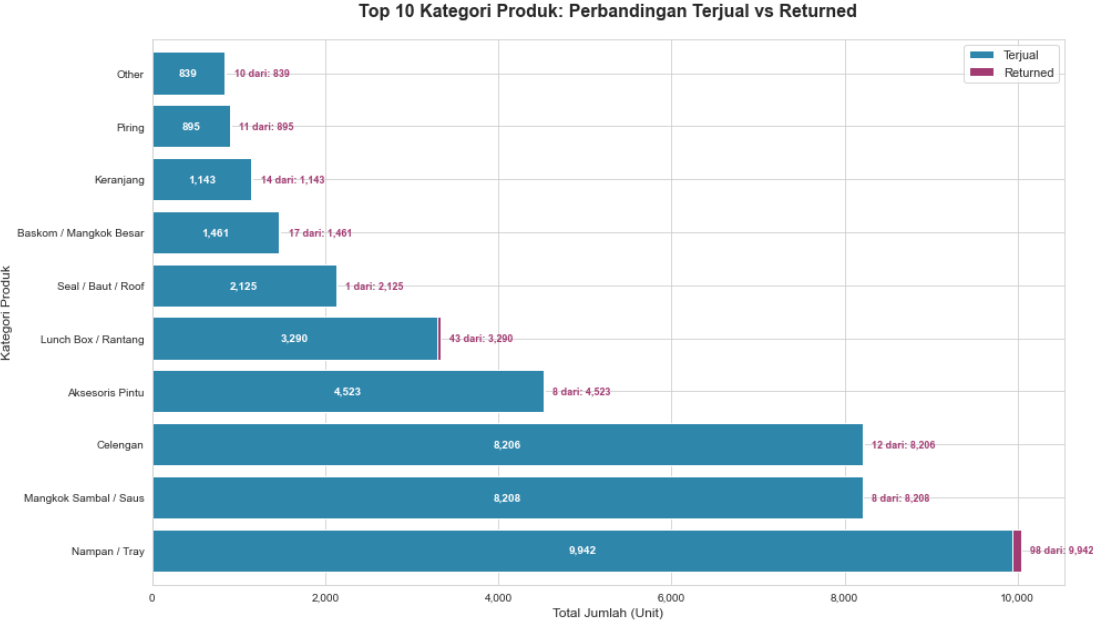 Top 10 Kategori Produk: Perbandingan Terjual vs Returned
Terjual
Returned
Kategori Produk
Other
839
10 dari: 839
Piring
895
11 dari: 895
Keranjang
1,143
14 dari: 1,143
Baskom / Mangkok Besar
1,461
17 dari: 1,461
Seal / Baut / Roof
2,125
1 dari: 2,125
Lunch Box / Rantang
3,290
43 dari: 3,290
Aksesoris Pintu
4,523
8 dari: 4,523
Celengan
8,206
12 dari: 8,206
Mangkok Sambal / Saus
8,208
8 dari: 8,208
Nampan / Tray
9,942
98 dari: 9,942
0
2,000
4,000
6,000
8,000
10,000
Total Jumlah (Unit)